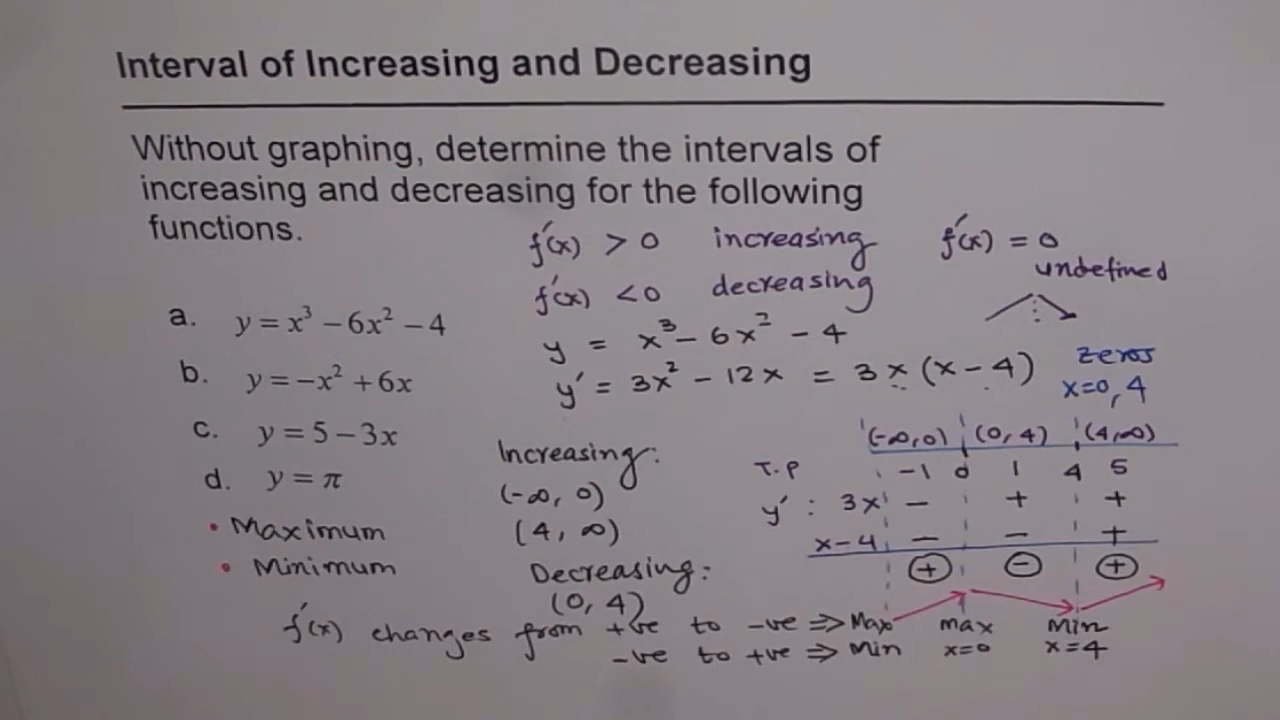 Interval of Increasing and Decreasing
Without graphing, determine the intervals of
increasing and decreasing for the following
functions.
f'(x) > 0 increasing
f'(x) < 0 decreasing
f'(x) = 0
undefined
a. y = x³ − 6x² − 4
b. y = −x² + 6x
c. y = 5 − 3x
d. y = π
• Maximum
• Minimum
y = x³ − 6x² − 4
y' = 3x² − 12x = 3x (x − 4)
zeros
x=0, 4
Increasing:
(-∞, 0)
(4, ∞)
Decreasing:
(0, 4)
(-∞,0) (0, 4) (4,∞)
T.P -1 0 1 4 5
y' : 3x − + +
x−4 − − +
+ − +
max min
x=0 x=4
f'(x) changes from +ve to -ve ⇒ Max
-ve to +ve ⇒ Min